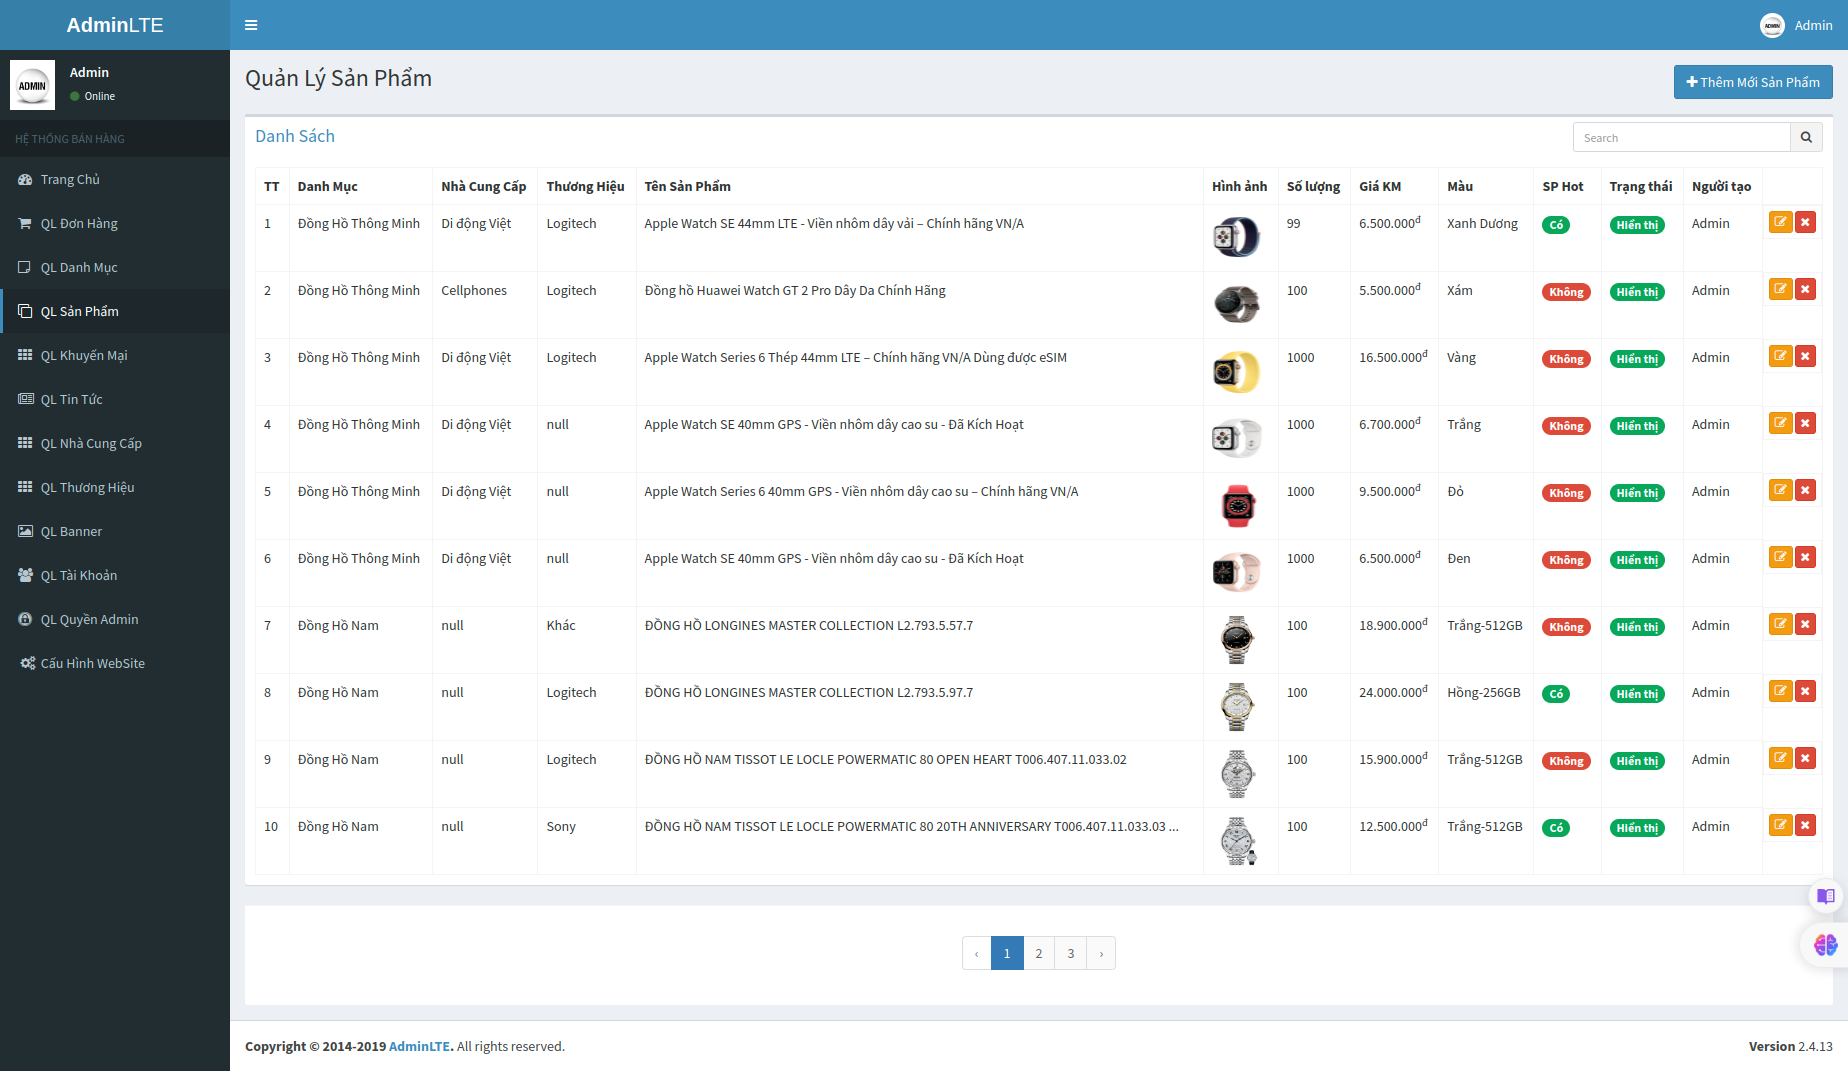 AdminLTE
Admin
Admin
Online
HỆ THỐNG BÁN HÀNG
Trang Chủ
QL Đơn Hàng
QL Danh Mục
QL Sản Phẩm
QL Khuyến Mại
QL Tin Tức
QL Nhà Cung Cấp
QL Thương Hiệu
QL Banner
QL Tài Khoản
QL Quyền Admin
Cấu Hình WebSite
Quản Lý Sản Phẩm
Thêm Mới Sản Phẩm
Danh Sách
Search
TT Danh Mục Nhà Cung Cấp Thương Hiệu Tên Sản Phẩm Hình ảnh Số lượng Giá KM Màu SP Hot Trạng thái Người tạo
1 Đồng Hồ Thông Minh Di động Việt Logitech Apple Watch SE 44mm LTE - Viền nhôm dây vải – Chính hãng VN/A 99 6.500.000đ Xanh Dương Có Hiển thị Admin
2 Đồng Hồ Thông Minh Cellphones Logitech Đồng hồ Huawei Watch GT 2 Pro Dây Da Chính Hãng 100 5.500.000đ Xám Không Hiển thị Admin
3 Đồng Hồ Thông Minh Di động Việt Logitech Apple Watch Series 6 Thép 44mm LTE – Chính hãng VN/A Dùng được eSIM 1000 16.500.000đ Vàng Không Hiển thị Admin
4 Đồng Hồ Thông Minh Di động Việt null Apple Watch SE 40mm GPS - Viền nhôm dây cao su - Đã Kích Hoạt 1000 6.700.000đ Trắng Không Hiển thị Admin
5 Đồng Hồ Thông Minh Di động Việt null Apple Watch Series 6 40mm GPS - Viền nhôm dây cao su – Chính hãng VN/A 1000 9.500.000đ Đỏ Không Hiển thị Admin
6 Đồng Hồ Thông Minh Di động Việt null Apple Watch SE 40mm GPS - Viền nhôm dây cao su - Đã Kích Hoạt 1000 6.500.000đ Đen Không Hiển thị Admin
7 Đồng Hồ Nam null Khác ĐỒNG HỒ LONGINES MASTER COLLECTION L2.793.5.57.7 100 18.900.000đ Trắng-512GB Không Hiển thị Admin
8 Đồng Hồ Nam null Logitech ĐỒNG HỒ LONGINES MASTER COLLECTION L2.793.5.97.7 100 24.000.000đ Hồng-256GB Có Hiển thị Admin
9 Đồng Hồ Nam null Logitech ĐỒNG HỒ NAM TISSOT LE LOCLE POWERMATIC 80 OPEN HEART T006.407.11.033.02 100 15.900.000đ Trắng-512GB Không Hiển thị Admin
10 Đồng Hồ Nam null Sony ĐỒNG HỒ NAM TISSOT LE LOCLE POWERMATIC 80 20TH ANNIVERSARY T006.407.11.033.03 ... 100 12.500.000đ Trắng-512GB Có Hiển thị Admin
‹ 1 2 3 ›
Copyright © 2014-2019 AdminLTE. All rights reserved.
Version 2.4.13